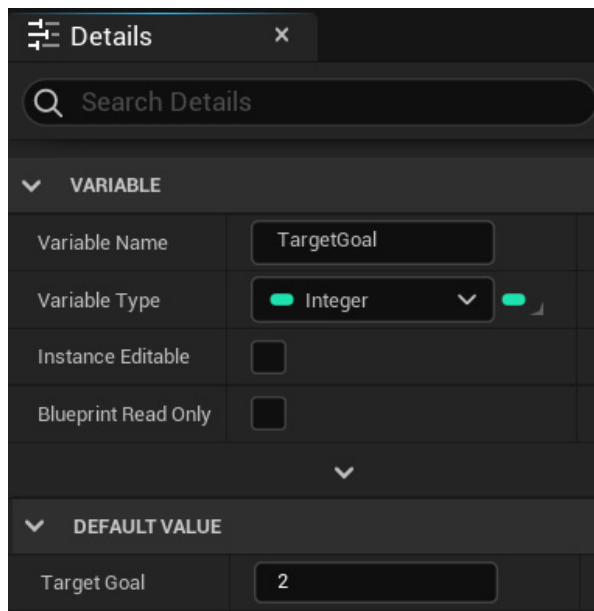 Details
Search Details
VARIABLE
Variable Name TargetGoal
Variable Type Integer
Instance Editable
Blueprint Read Only
DEFAULT VALUE
Target Goal 2